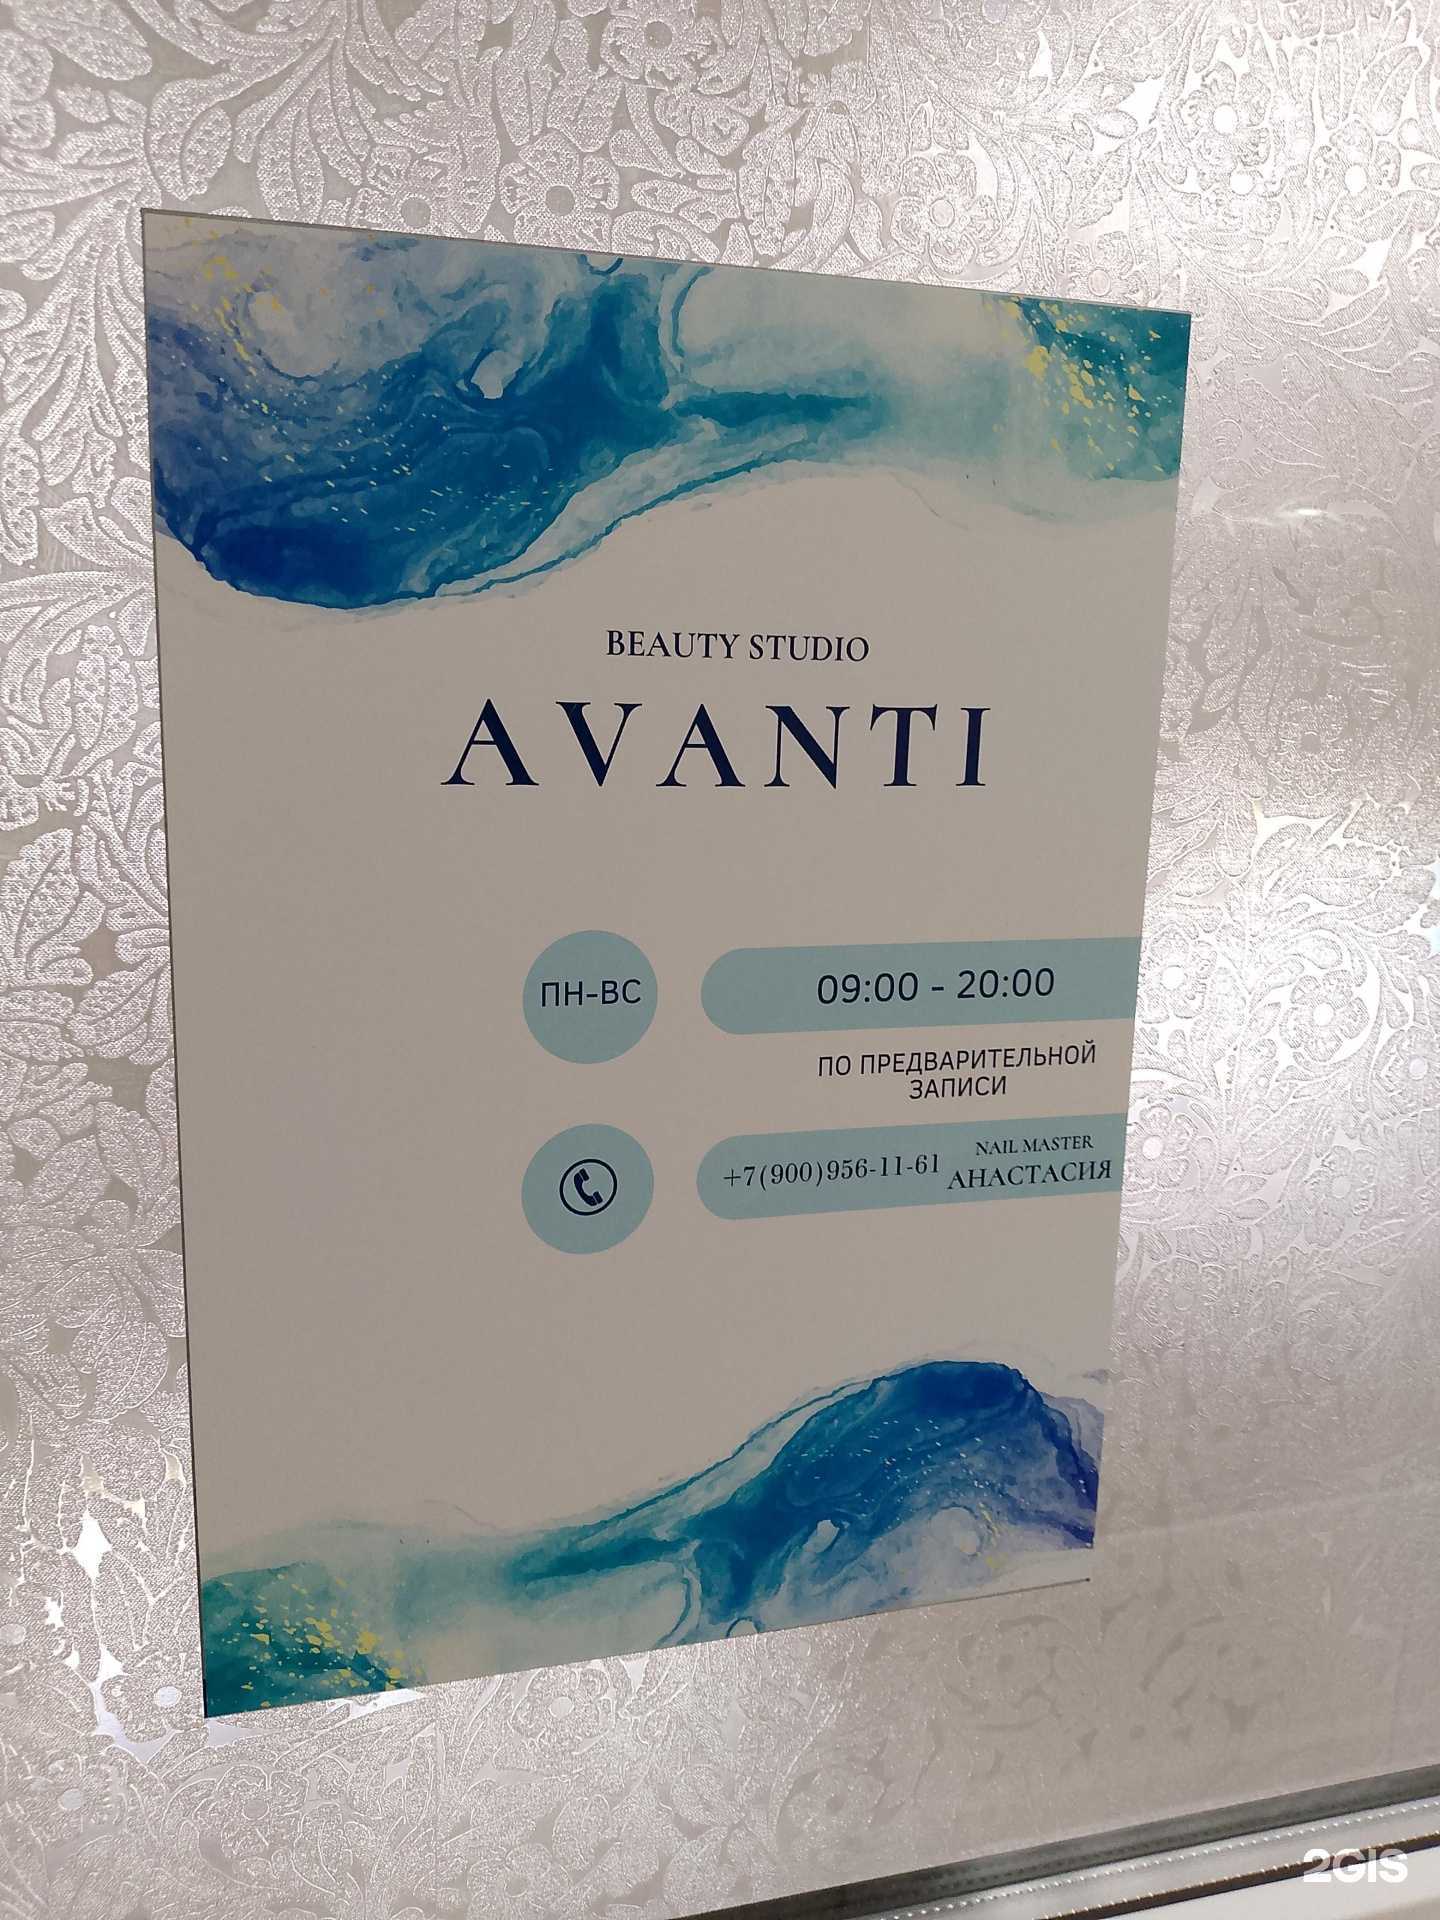 BEAUTY STUDIO
AVANTI
ПН-ВС
09:00 - 20:00
ПО ПРЕДВАРИТЕЛЬНОЙ
ЗАПИСИ
+7(900)956-11-61
NAIL MASTER
АНАСТАСИЯ
2GIS